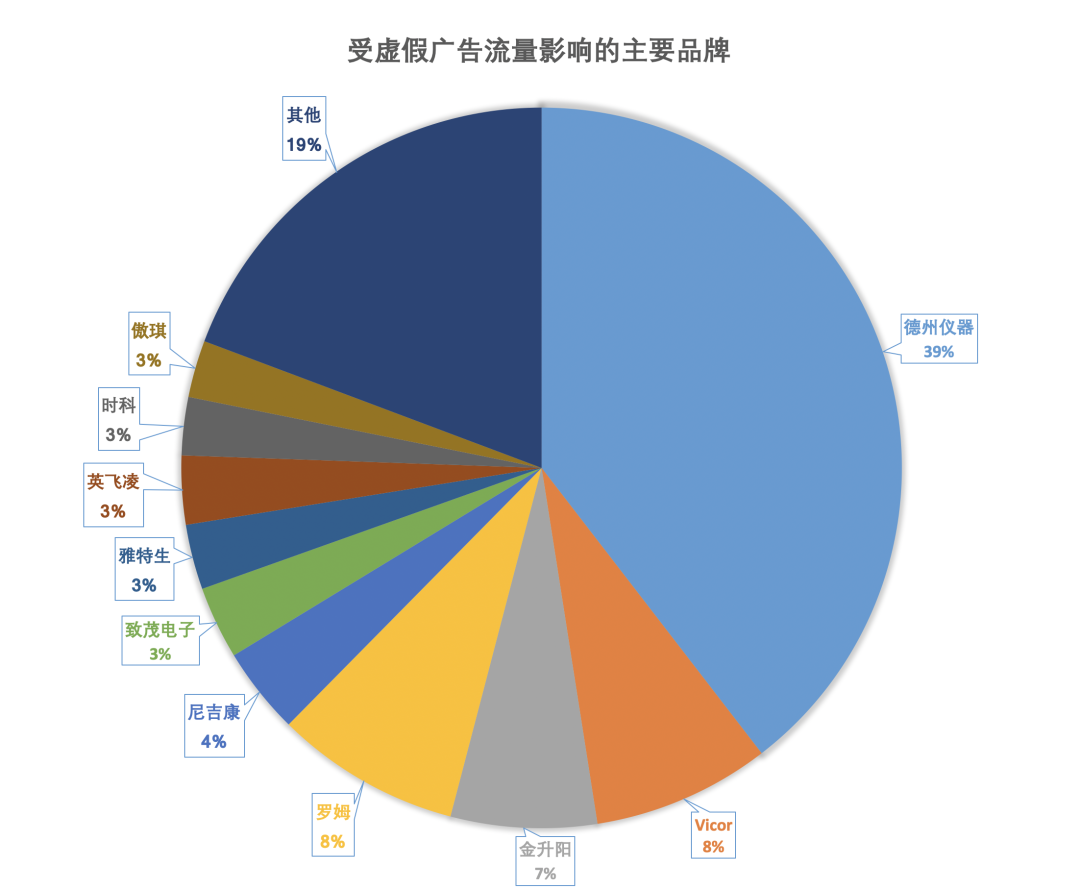 受虚假广告流量影响的主要品牌
其他
19%
德州仪器
39%
傲琪
3%
时科
3%
英飞凌
3%
雅特生
3%
致茂电子
3%
尼吉康
4%
罗姆
8%
Vicor
8%
金升阳
7%